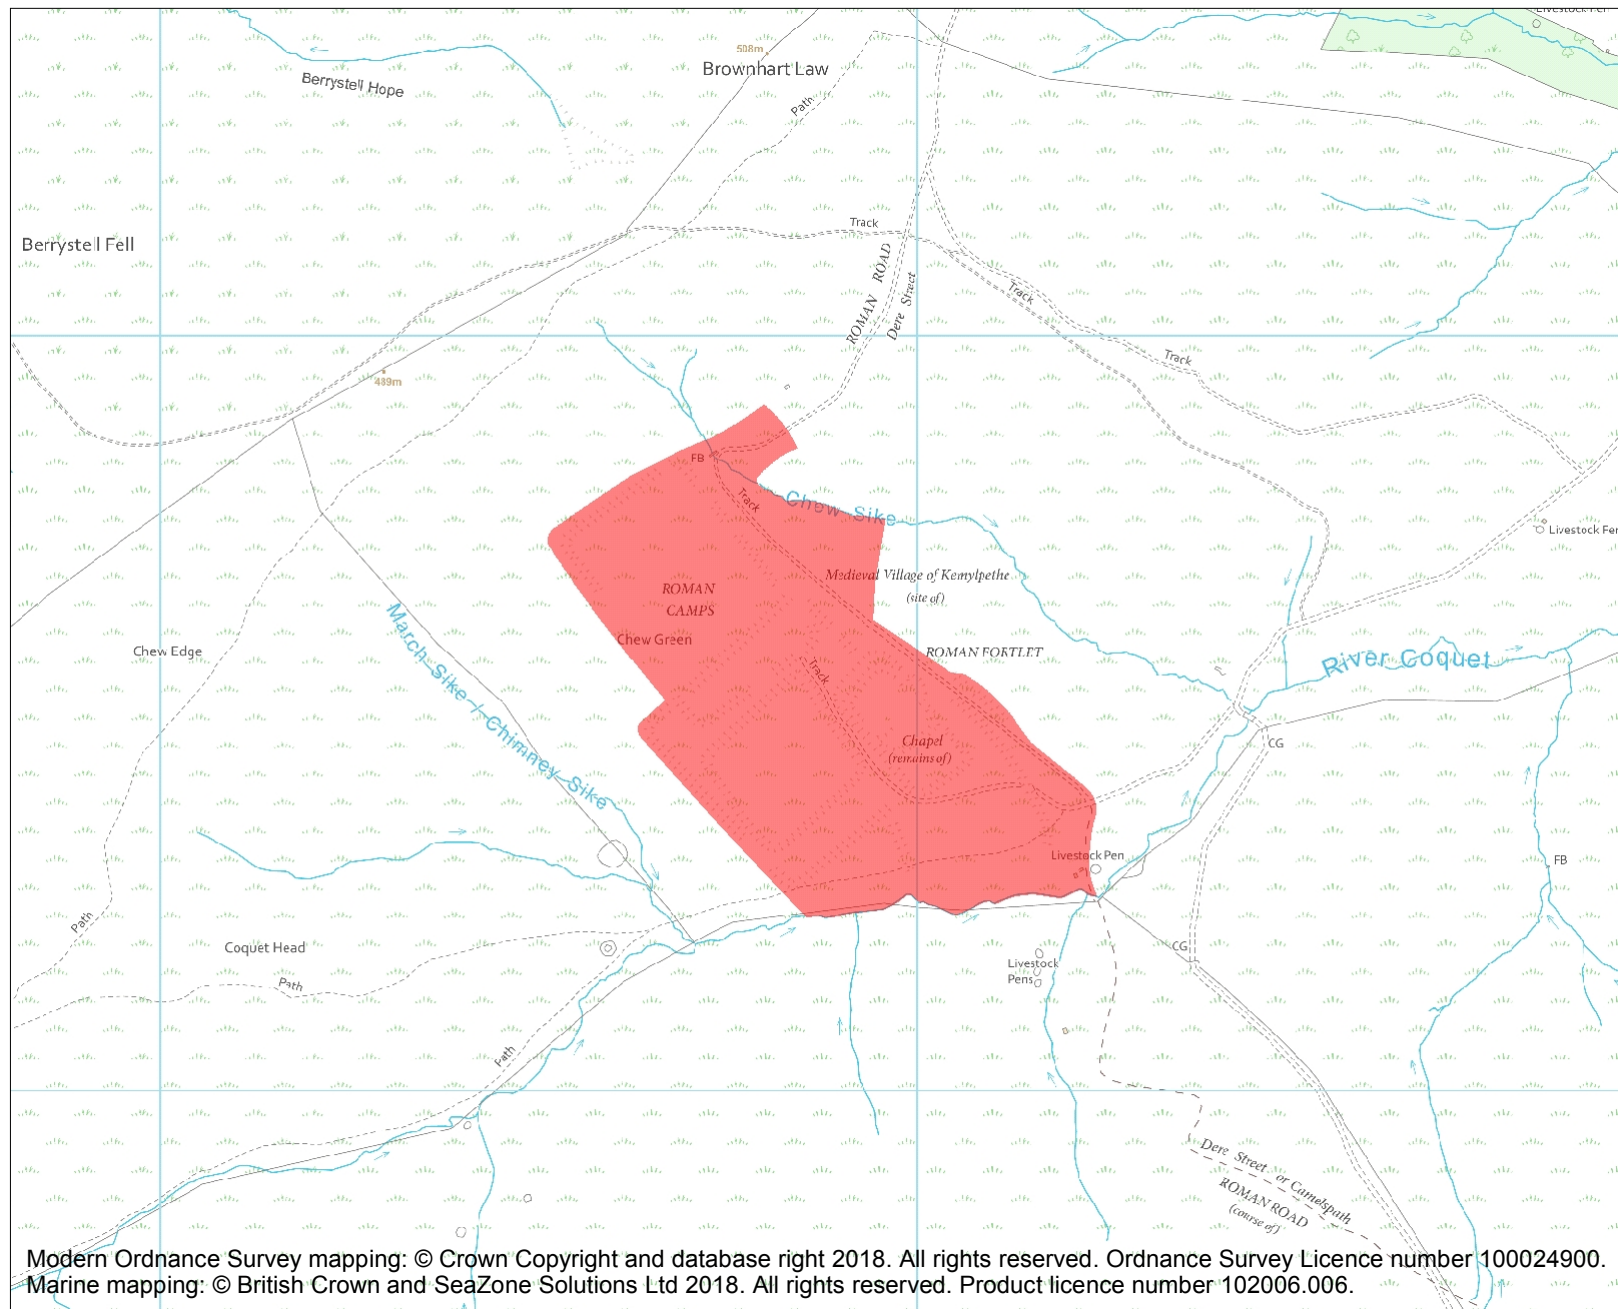 Livestock Pen
508m
Brownhart Law
Berrystell Hope
Path
Berrystell Fell
Track
ROMAN ROAD
Dere Street
Track
Track
489m
FB
Track
Chew Sike
Livestock Pen
Medieval Village of Kemylpethe
(site of)
ROMAN
CAMPS
Chew Green
Chew Edge
ROMAN FORTLET
River Coquet
March Sike / Chimney Sike
Track
Chapel
(remains of)
CG
Livestock Pen
FB
Path
Coquet Head
CG
Livestock
Pens
Path
Path
Dere Street or Camelspath
ROMAN ROAD
(course of)
Modern Ordnance Survey mapping: © Crown Copyright and database right 2018. All rights reserved. Ordnance Survey Licence number 100024900.
Marine mapping: © British Crown and SeaZone Solutions Ltd 2018. All rights reserved. Product licence number 102006.006.